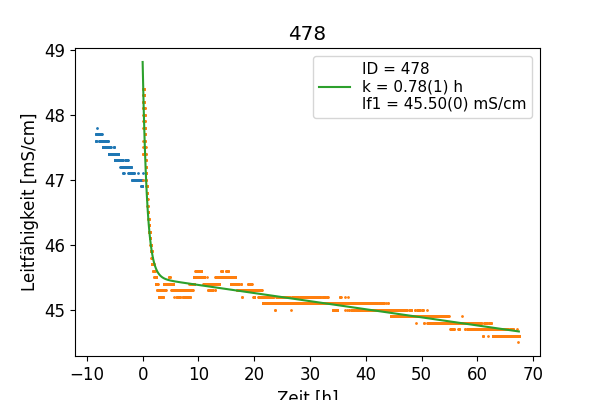 478
ID = 478
k = 0.78(1) h
lf1 = 45.50(0) mS/cm
Leitfähigkeit [mS/cm]
49
48
47
46
45
−10 0 10 20 30 40 50 60 70
Zeit [h]